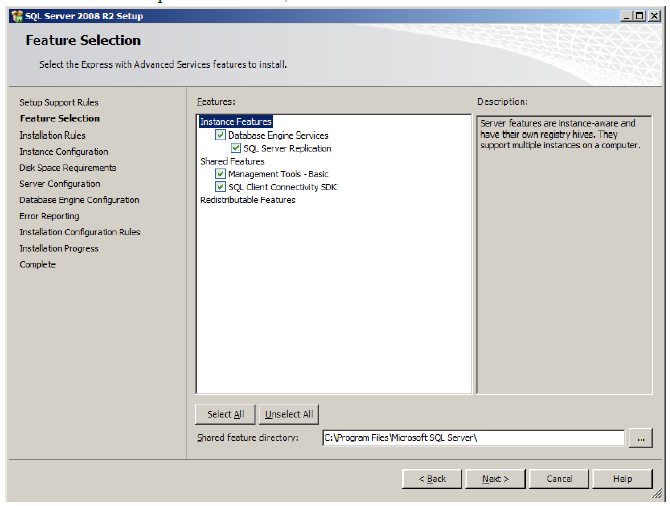 SQL Server 2008 R2 Setup
Feature Selection
Select the Express with Advanced Services features to install.
Setup Support Rules
Feature Selection
Installation Rules
Instance Configuration
Disk Space Requirements
Server Configuration
Database Engine Configuration
Error Reporting
Installation Configuration Rules
Installation Progress
Complete
Features:
Instance Features
Database Engine Services
SQL Server Replication
Shared Features
Management Tools - Basic
SQL Client Connectivity SDK
Redistributable Features
Description:
Server features are instance-aware and
have their own registry hives. They
support multiple instances on a computer.
Select All
Unselect All
Shared feature directory:
C:\Program Files\Microsoft SQL Server\
...
< Back
Next >
Cancel
Help